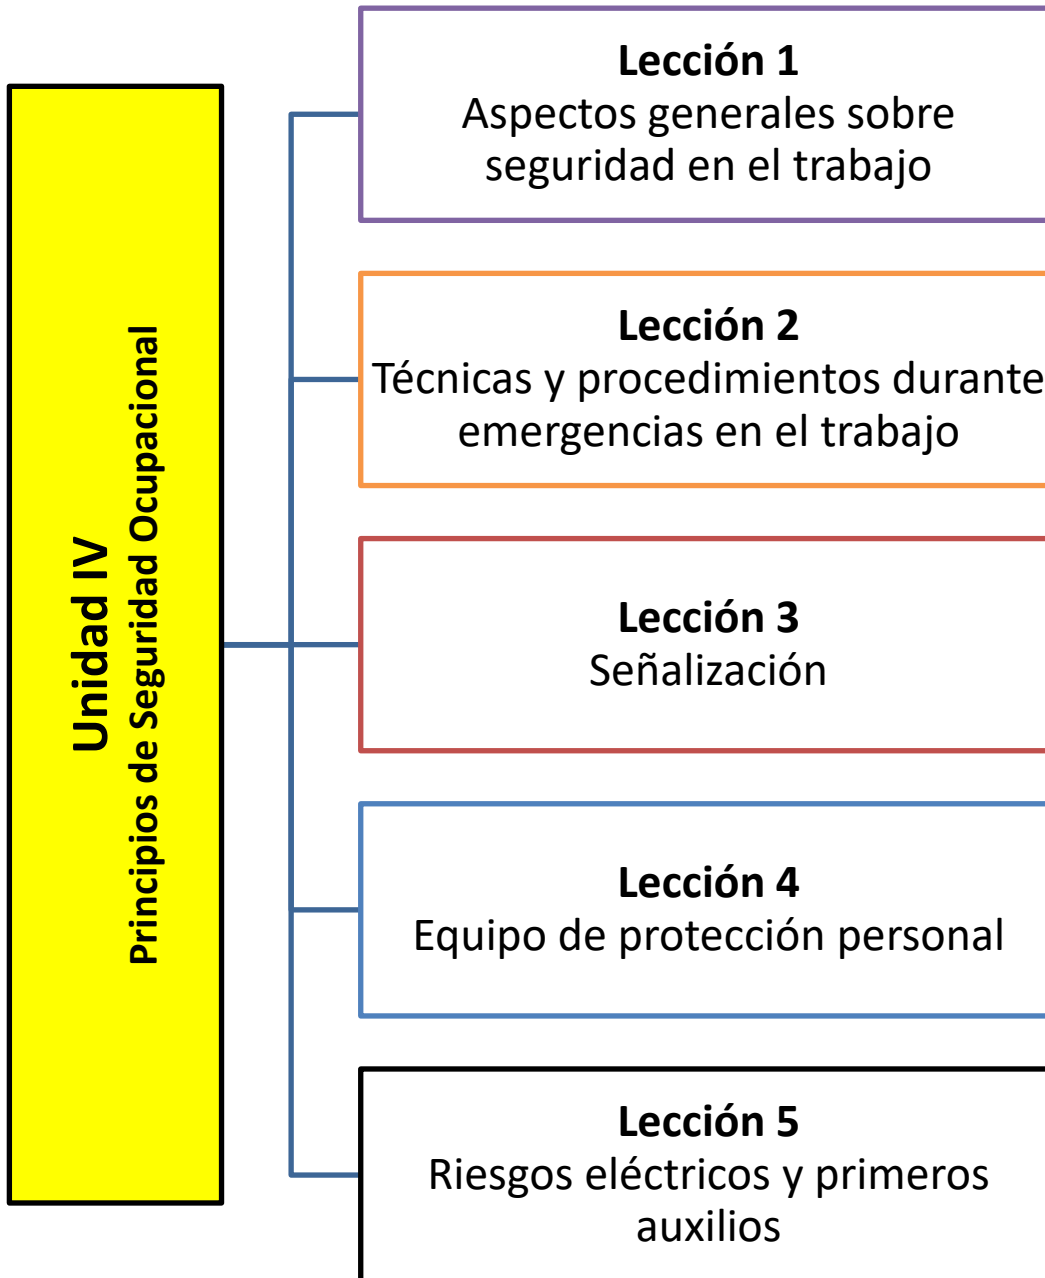 Unidad IV
Principios de Seguridad Ocupacional
Lección 1
Aspectos generales sobre
seguridad en el trabajo
Lección 2
Técnicas y procedimientos durante
emergencias en el trabajo
Lección 3
Señalización
Lección 4
Equipo de protección personal
Lección 5
Riesgos eléctricos y primeros
auxilios